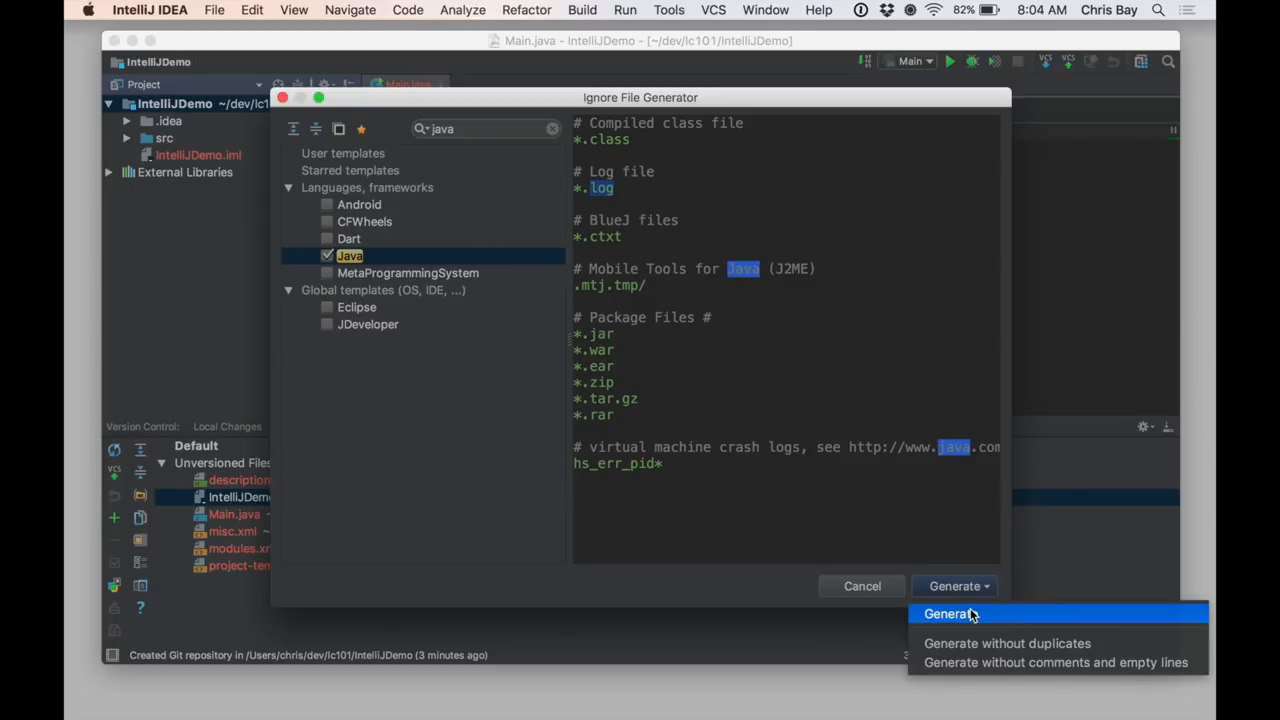 IntelliJ IDEA File Edit View Navigate Code Analyze Refactor Build Run Tools VCS Window Help 82% 8:04 AM Chris Bay
Main.java - IntelliJDemo - [~/dev/lc101/IntelliJDemo]
IntelliJDemo Main
Project Main.java
IntelliJDemo ~/dev/lc1
.idea
src
IntelliJDemo.iml
External Libraries
Ignore File Generator
java
User templates
Starred templates
Languages, frameworks
Android
CFWheels
Dart
Java
MetaProgrammingSystem
Global templates (OS, IDE, ...)
Eclipse
JDeveloper
# Compiled class file
*.class
# Log file
*.log
# BlueJ files
*.ctxt
# Mobile Tools for Java (J2ME)
.mtj.tmp/
# Package Files #
*.jar
*.war
*.ear
*.zip
*.tar.gz
*.rar
# virtual machine crash logs, see http://www.java.com
hs_err_pid*
Cancel Generate
Generate
Generate without duplicates
Generate without comments and empty lines
Version Control: Local Changes
Default
Unversioned Files
description
IntelliJDemo
Main.java ~
misc.xml ~
modules.xm
project-tem
VCS
Created Git repository in /Users/chris/dev/lc101/IntelliJDemo (3 minutes ago)